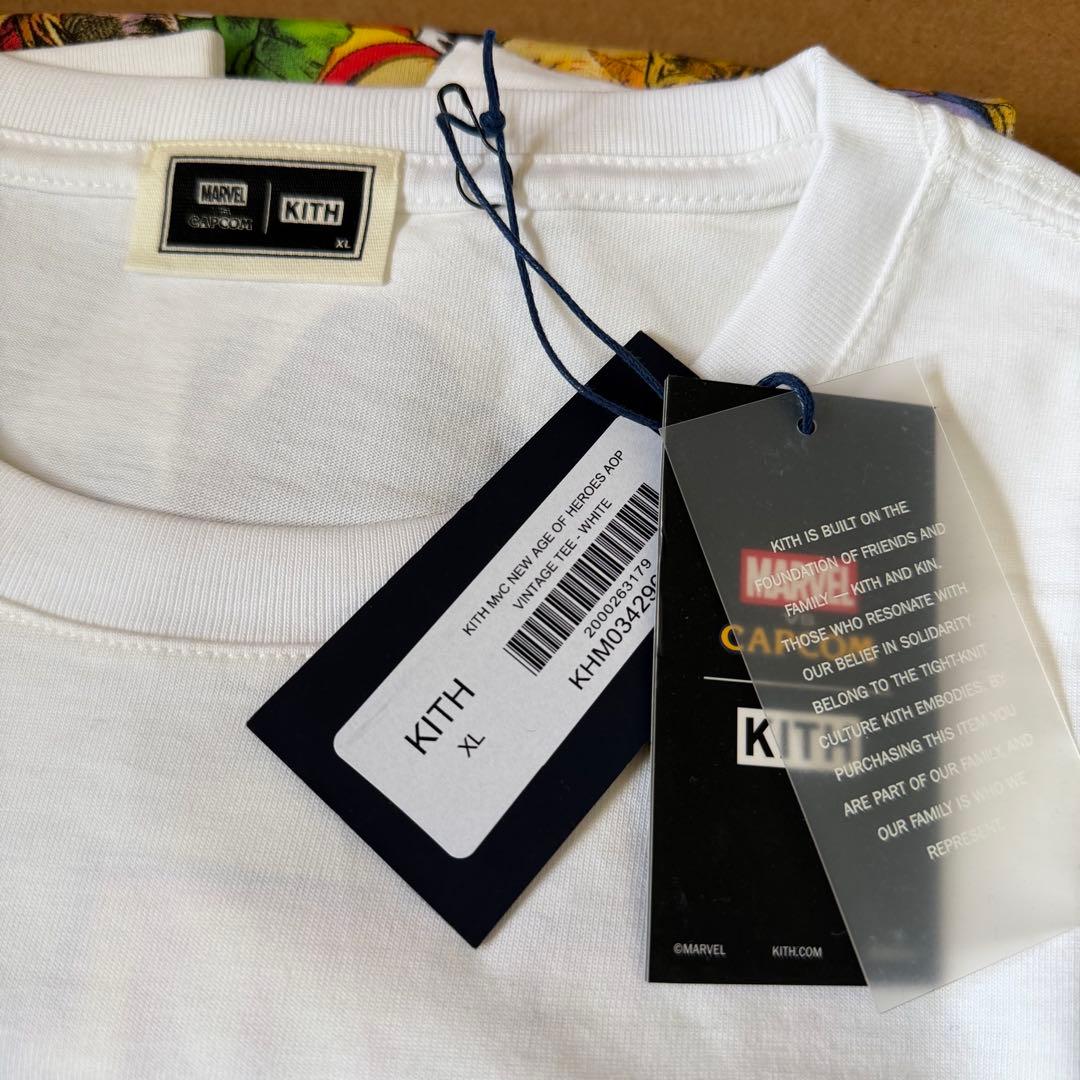 MARVEL
VS.
CAPCOM
KITH
XL
KITH MvC NEW AGE OF HEROES AOP
VINTAGE TEE - WHITE
2000263179
KHM034290
KITH
XL
MARVEL
VS.
CAPCOM
KITH
©MARVEL
KITH.COM
KITH IS BUILT ON THE
FOUNDATION OF FRIENDS AND
FAMILY — KITH AND KIN.
THOSE WHO RESONATE WITH
OUR BELIEF IN SOLIDARITY
BELONG TO THE TIGHT-KNIT
CULTURE KITH EMBODIES. BY
PURCHASING THIS ITEM YOU
ARE PART OF OUR FAMILY AND
OUR FAMILY IS WHO WE
REPRESENT.